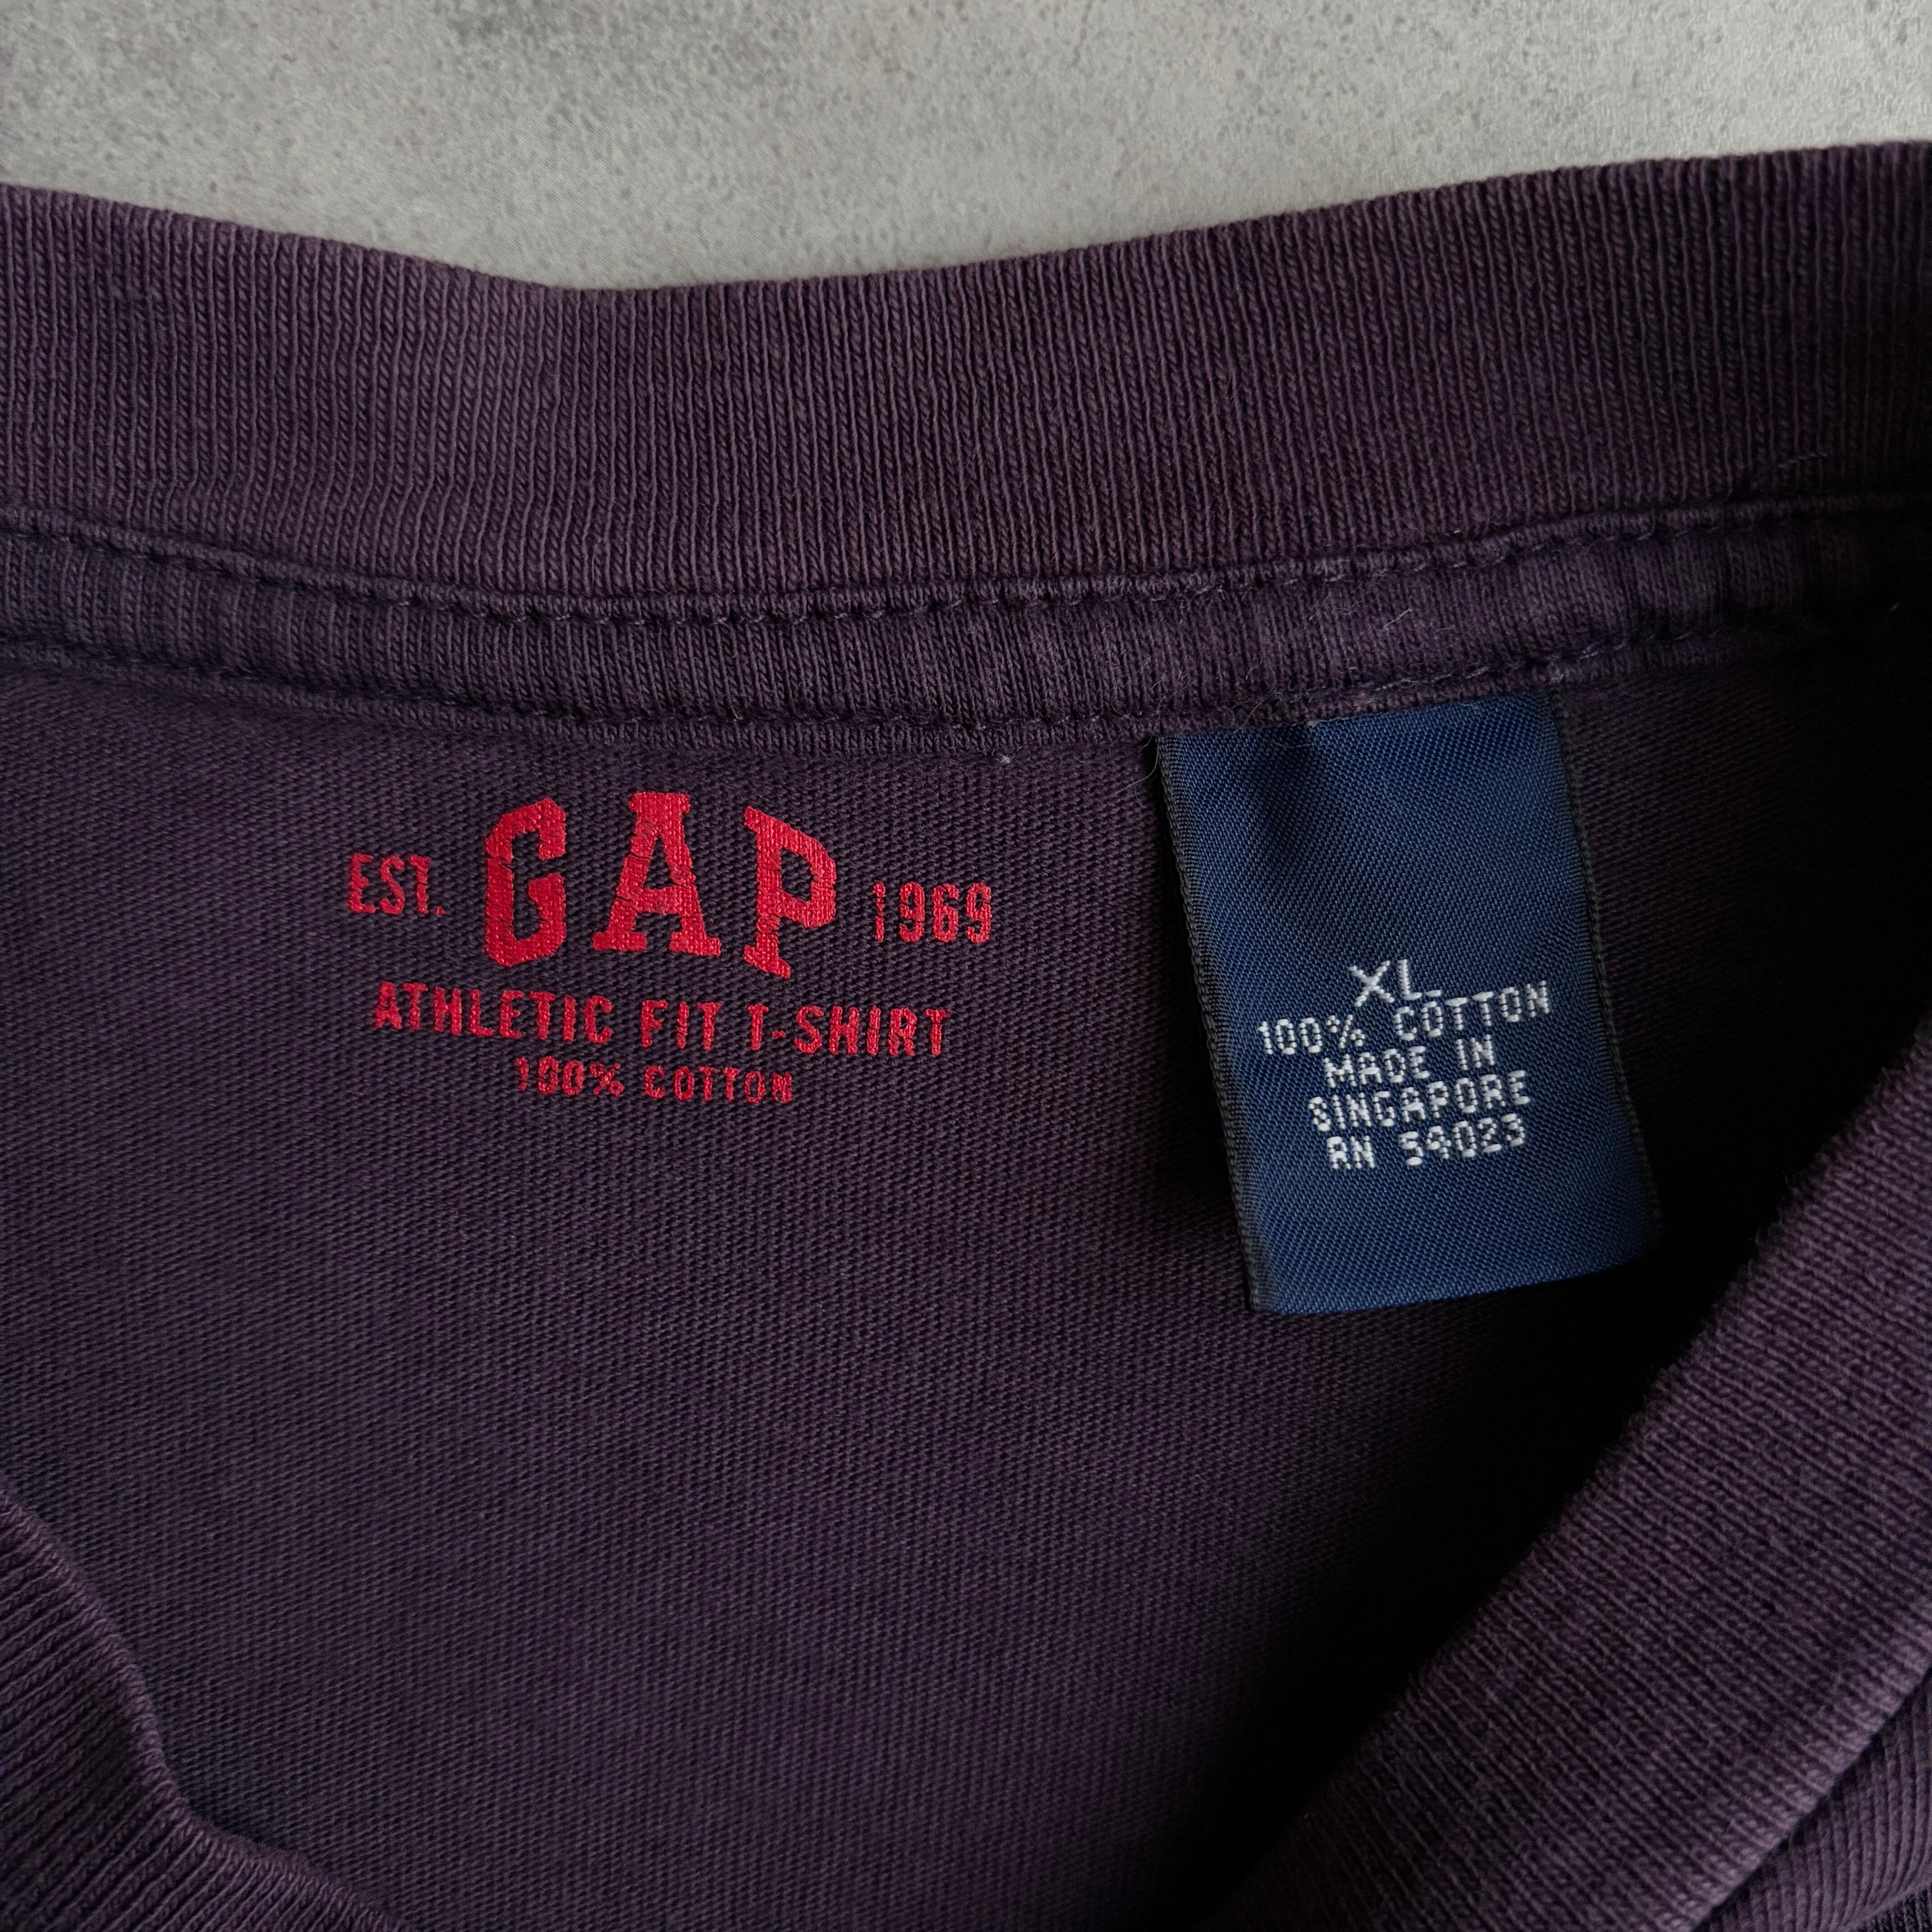 EST. GAP 1969
ATHLETIC FIT T-SHIRT
100% COTTON
XL
100% COTTON
MADE IN
SINGAPORE
RN 54023